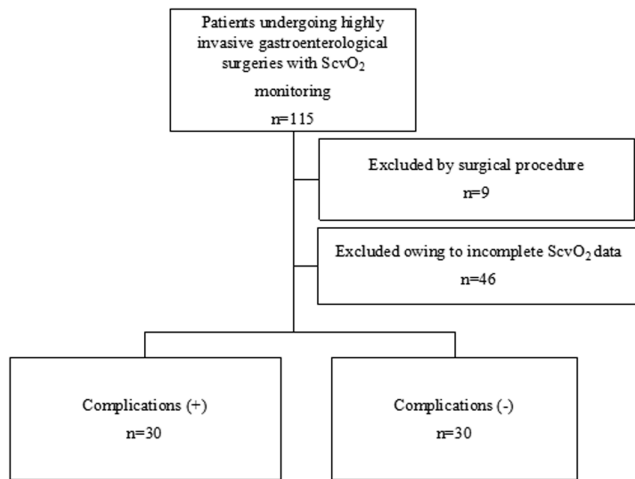 Patients undergoing highly
invasive gastroenterological
surgeries with ScvO₂
monitoring
n=115
Excluded by surgical procedure
n=9
Excluded owing to incomplete ScvO₂ data
n=46
Complications (+)
n=30
Complications (-)
n=30